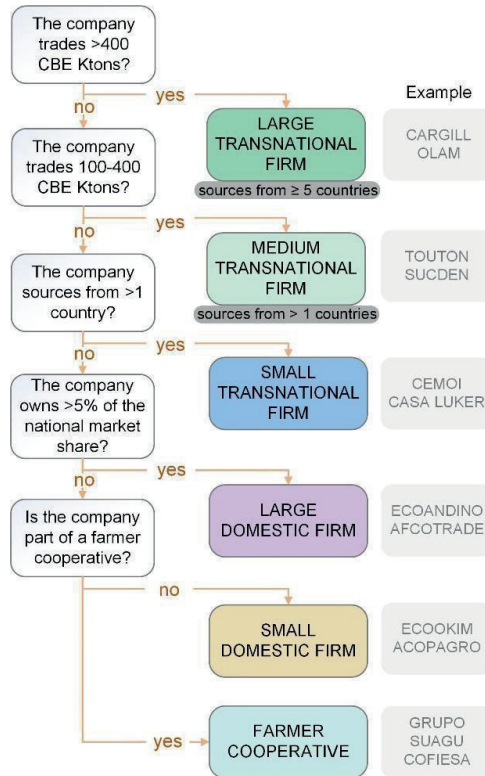 The company
trades >400
CBE Ktons?
no
yes
Example
LARGE
TRANSNATIONAL
FIRM
sources from ≥ 5 countries
CARGILL
OLAM
The company
trades 100-400
CBE Ktons?
no
yes
MEDIUM
TRANSNATIONAL
FIRM
sources from > 1 countries
TOUTON
SUCDEN
The company
sources from >1
country?
no
yes
SMALL
TRANSNATIONAL
FIRM
CEMOI
CASA LUKER
The company
owns >5% of the
national market
share?
no
yes
LARGE
DOMESTIC FIRM
ECOANDINO
AFCOTRADE
Is the company
part of a farmer
cooperative?
no
SMALL
DOMESTIC FIRM
ECOOKIM
ACOPAGRO
yes
FARMER
COOPERATIVE
GRUPO
SUAGU
COFIESA